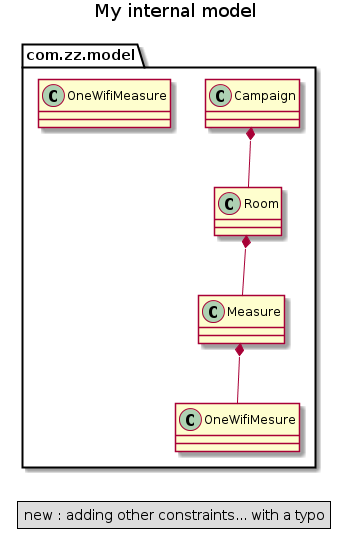 My internal model
com.zz.model
C OneWifiMeasure
C Campaign
C Room
C Measure
C OneWifiMesure
new : adding other constraints... with a typo